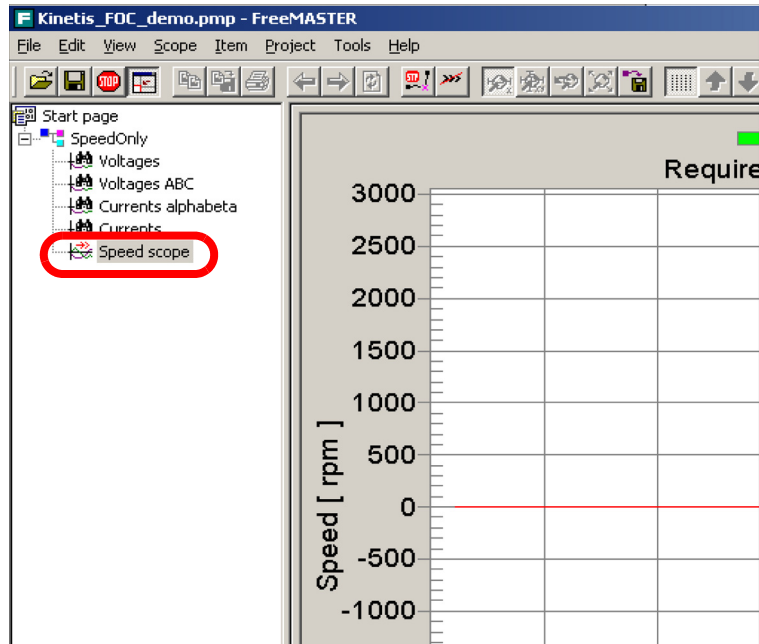 Kinetis_FOC_demo.pmp - FreeMASTER
File Edit View Scope Item Project Tools Help
STOP
Start page
SpeedOnly
Voltages
Voltages ABC
Currents alphabeta
Currents
Speed scope
Require
3000
2500
2000
1500
1000
500
0
-500
-1000
Speed [ rpm ]